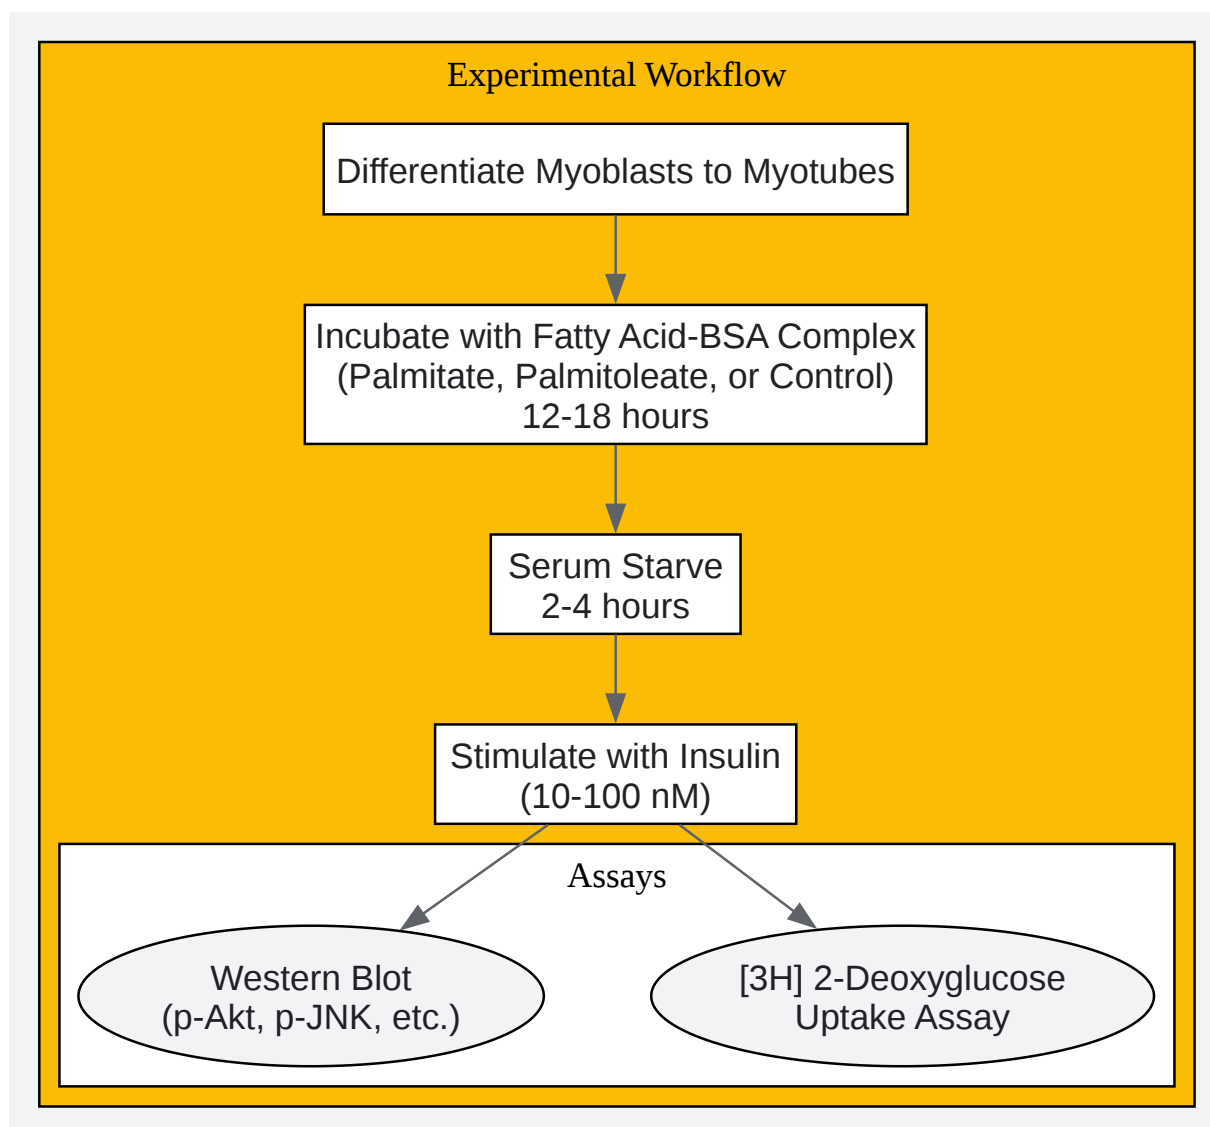 Experimental Workflow
Differentiate Myoblasts to Myotubes
Incubate with Fatty Acid-BSA Complex
(Palmitate, Palmitoleate, or Control)
12-18 hours
Serum Starve
2-4 hours
Stimulate with Insulin
(10-100 nM)
Assays
Western Blot
(p-Akt, p-JNK, etc.)
[3H] 2-Deoxyglucose
Uptake Assay